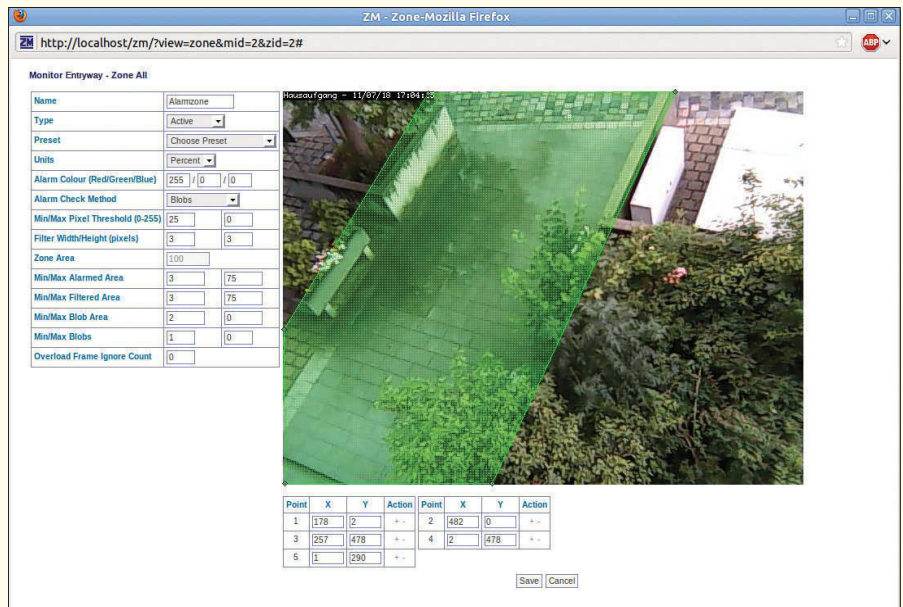 ZM - Zone-Mozilla Firefox
ZM http://localhost/zm/?view=zone&mid=2&zid=2# ABP
Monitor Entryway - Zone All
Name Alarmzone
Type Active
Preset Choose Preset
Units Percent
Alarm Colour (Red/Green/Blue) 255 / 0 / 0
Alarm Check Method Blobs
Min/Max Pixel Threshold (0-255) 25 0
Filter Width/Height (pixels) 3 3
Zone Area 100
Min/Max Alarmed Area 3 75
Min/Max Filtered Area 3 75
Min/Max Blob Area 2 0
Min/Max Blobs 1 0
Overload Frame Ignore Count 0
Hausaufgang - 11/07/18 17:04:25
Point X Y Action Point X Y Action
1 178 2 + - 2 482 0 + -
3 257 478 + - 4 2 478 + -
5 1 290 + -
Save Cancel